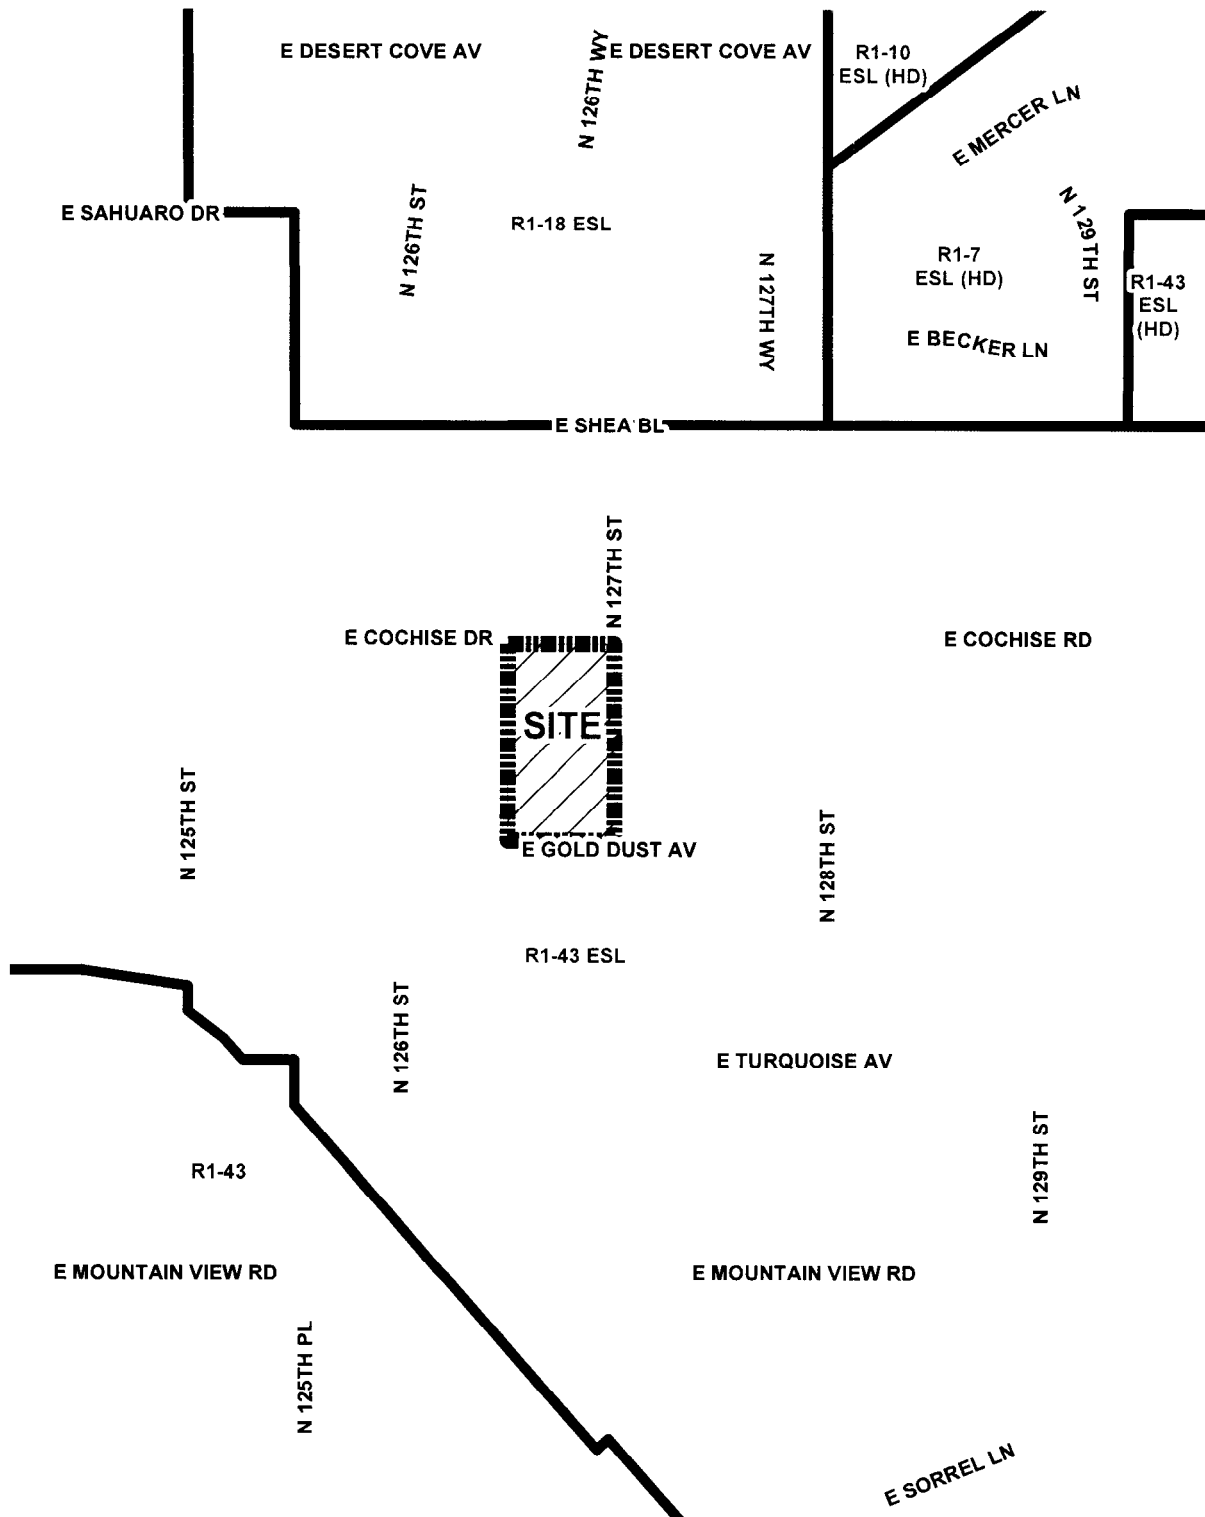 E DESERT COVE AV
N 126TH WY
E DESERT COVE AV
R1-10
ESL (HD)
E MERCER LN
E SAHUARO DR
N 126TH ST
R1-18 ESL
N 127TH WY
R1-7
ESL (HD)
N 129TH ST
R1-43
ESL
(HD)
E BECKER LN
E SHEA BL
N 127TH ST
E COCHISE DR
E COCHISE RD
SITE
N 125TH ST
E GOLD DUST AV
N 128TH ST
R1-43 ESL
N 126TH ST
E TURQUOISE AV
R1-43
N 129TH ST
E MOUNTAIN VIEW RD
E MOUNTAIN VIEW RD
N 125TH PL
E SORREL LN